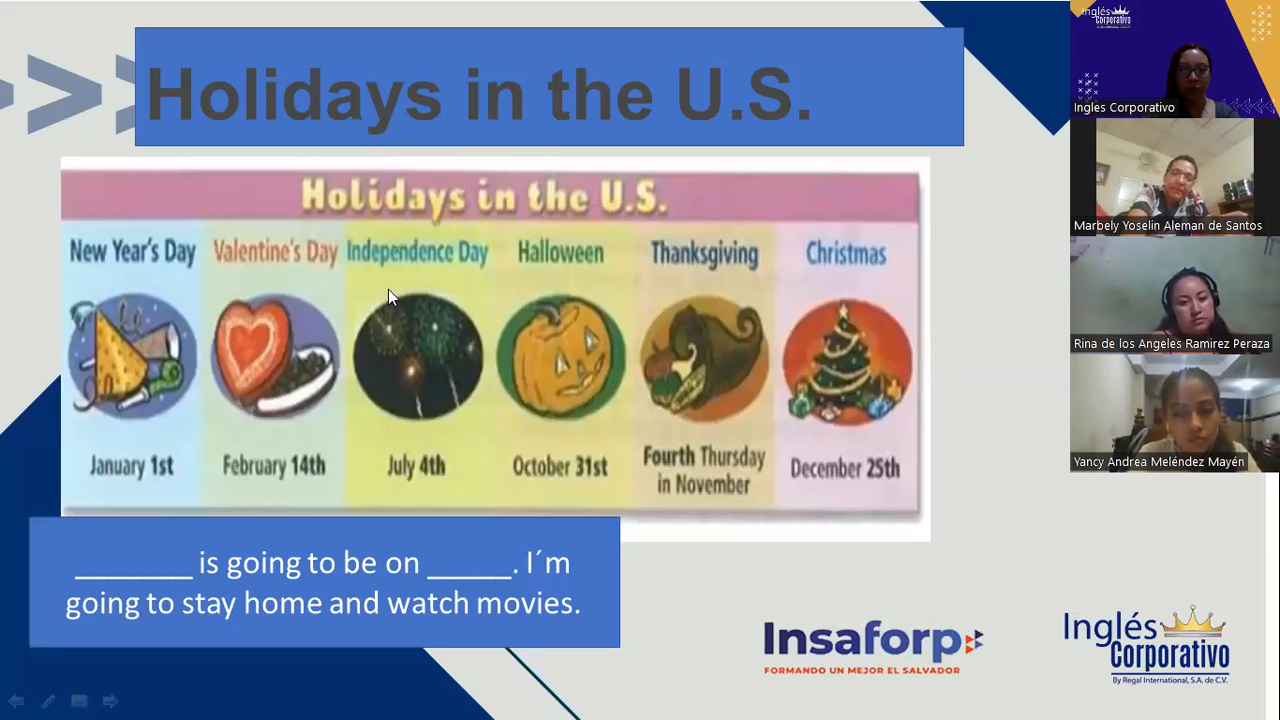 Holidays in the U.S.
Holidays in the U.S.
New Year's Day
Valentine's Day
Independence Day
Halloween
Thanksgiving
Christmas
January 1st
February 14th
July 4th
October 31st
Fourth Thursday
in November
December 25th
_______ is going to be on _____. I´m
going to stay home and watch movies.
Insaforp
FORMANDO UN MEJOR EL SALVADOR
Inglés
Corporativo
By Regal International, S.A. de C.V.
Inglés
Corporativo
Ingles Corporativo
Marbely Yoselin Aleman de Santos
Rina de los Angeles Ramirez Peraza
Yancy Andrea Meléndez Mayén